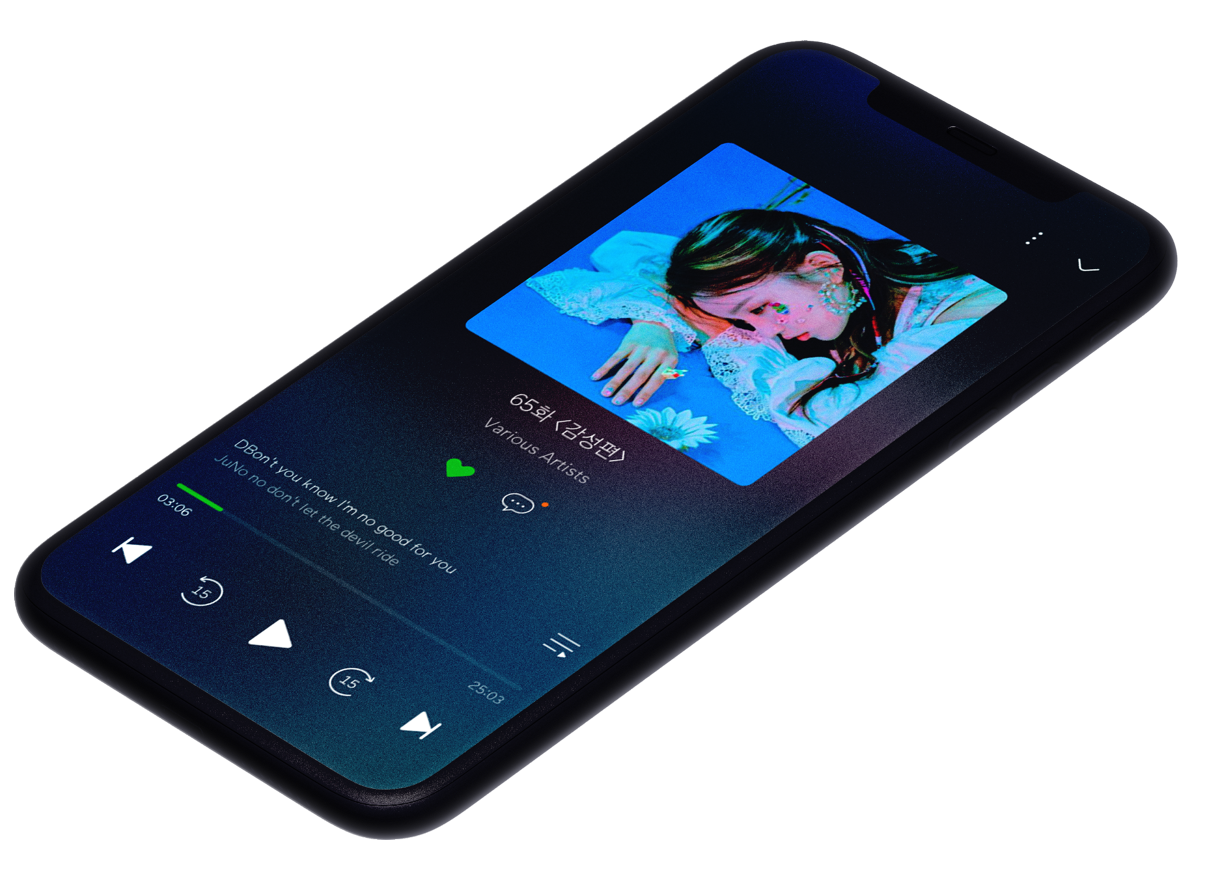 65화 <감성편>
Various Artists
DBon't you know I'm no good for you
JuNo no don't let the devil ride
03:06
25:03
15
15